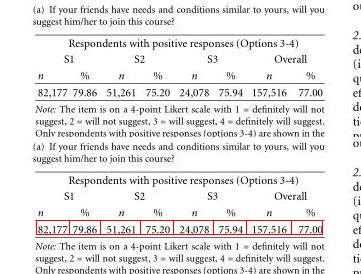 (a) If your friends have needs and conditions similar to yours, will you
suggest him/her to join this course?
Respondents with positive responses (Options 3-4)
S1 S2 S3 Overall
n % n % n % n %
82,177 79.86 51,261 75.20 24,078 75.94 157,516 77.00
Note: The item is on a 4-point Likert scale with 1 = definitely will not
suggest, 2 = will not suggest, 3 = will suggest, 4 = definitely will suggest.
Only respondents with positive responses (options 3-4) are shown in the
(a) If your friends have needs and conditions similar to yours, will you
suggest him/her to join this course?
Respondents with positive responses (Options 3-4)
S1 S2 S3 Overall
n % n % n % n %
82,177 79.86 51,261 75.20 24,078 75.94 157,516 77.00
Note: The item is on a 4-point Likert scale with 1 = definitely will not
suggest, 2 = will not suggest, 3 = will suggest, 4 = definitely will suggest.
Only respondents with positive responses (options 3-4) are shown in the